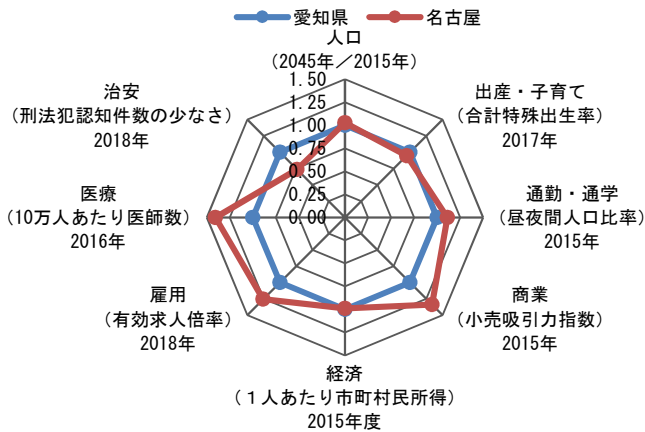 愛知県 名古屋
人口
（2045年／2015年）
1.50
1.25
1.00
0.75
0.50
0.25
0.00
出産・子育て
（合計特殊出生率）
2017年
通勤・通学
（昼夜間人口比率）
2015年
商業
（小売吸引力指数）
2015年
経済
（１人あたり市町村民所得）
2015年度
雇用
（有効求人倍率）
2018年
医療
（10万人あたり医師数）
2016年
治安
（刑法犯認知件数の少なさ）
2018年